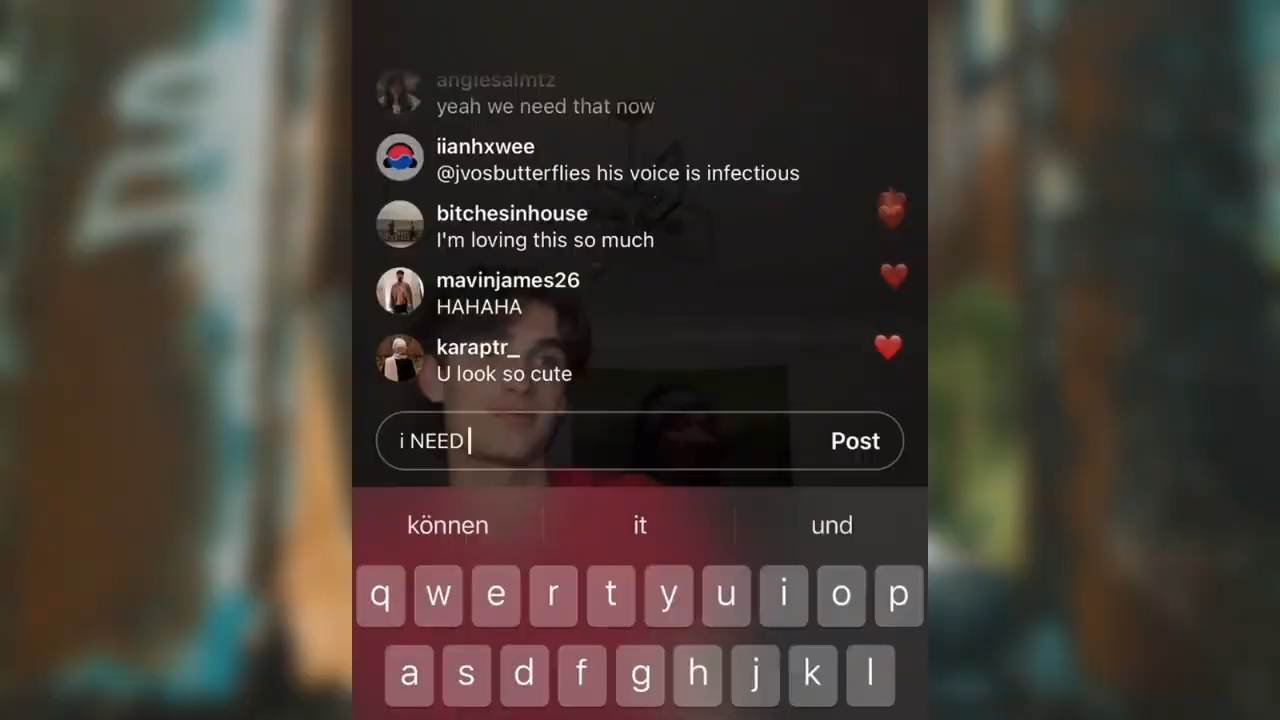 angiesalmtz
yeah we need that now
iianhxwee
@jvosbutterflies his voice is infectious
bitchesinhouse
I'm loving this so much
mavinjames26
HAHAHA
karaptr_
U look so cute
i NEED
Post
können it und
q w e r t y u i o p
a s d f g h j k l